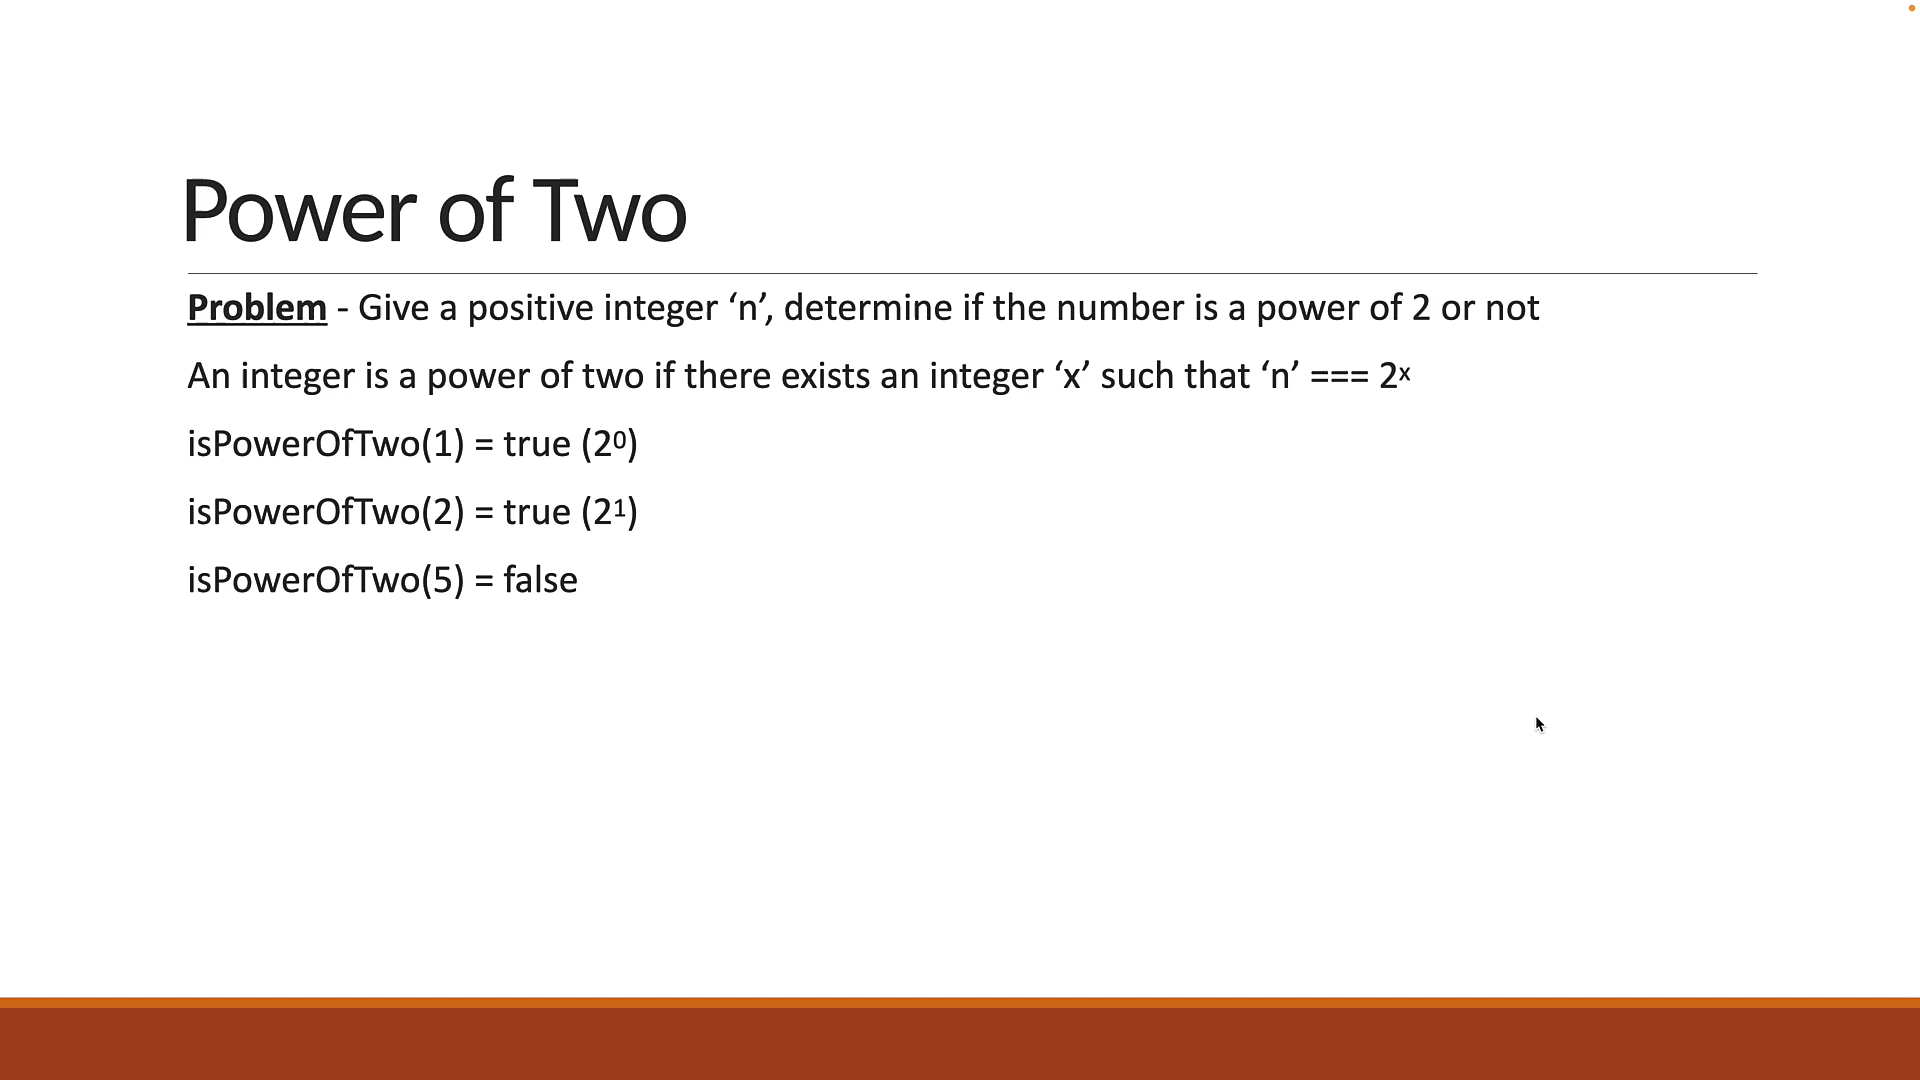 Power of Two
Problem - Give a positive integer ‘n’, determine if the number is a power of 2 or not
An integer is a power of two if there exists an integer ‘x’ such that ‘n’ === 2ˣ
isPowerOfTwo(1) = true (2⁰)
isPowerOfTwo(2) = true (2¹)
isPowerOfTwo(5) = false